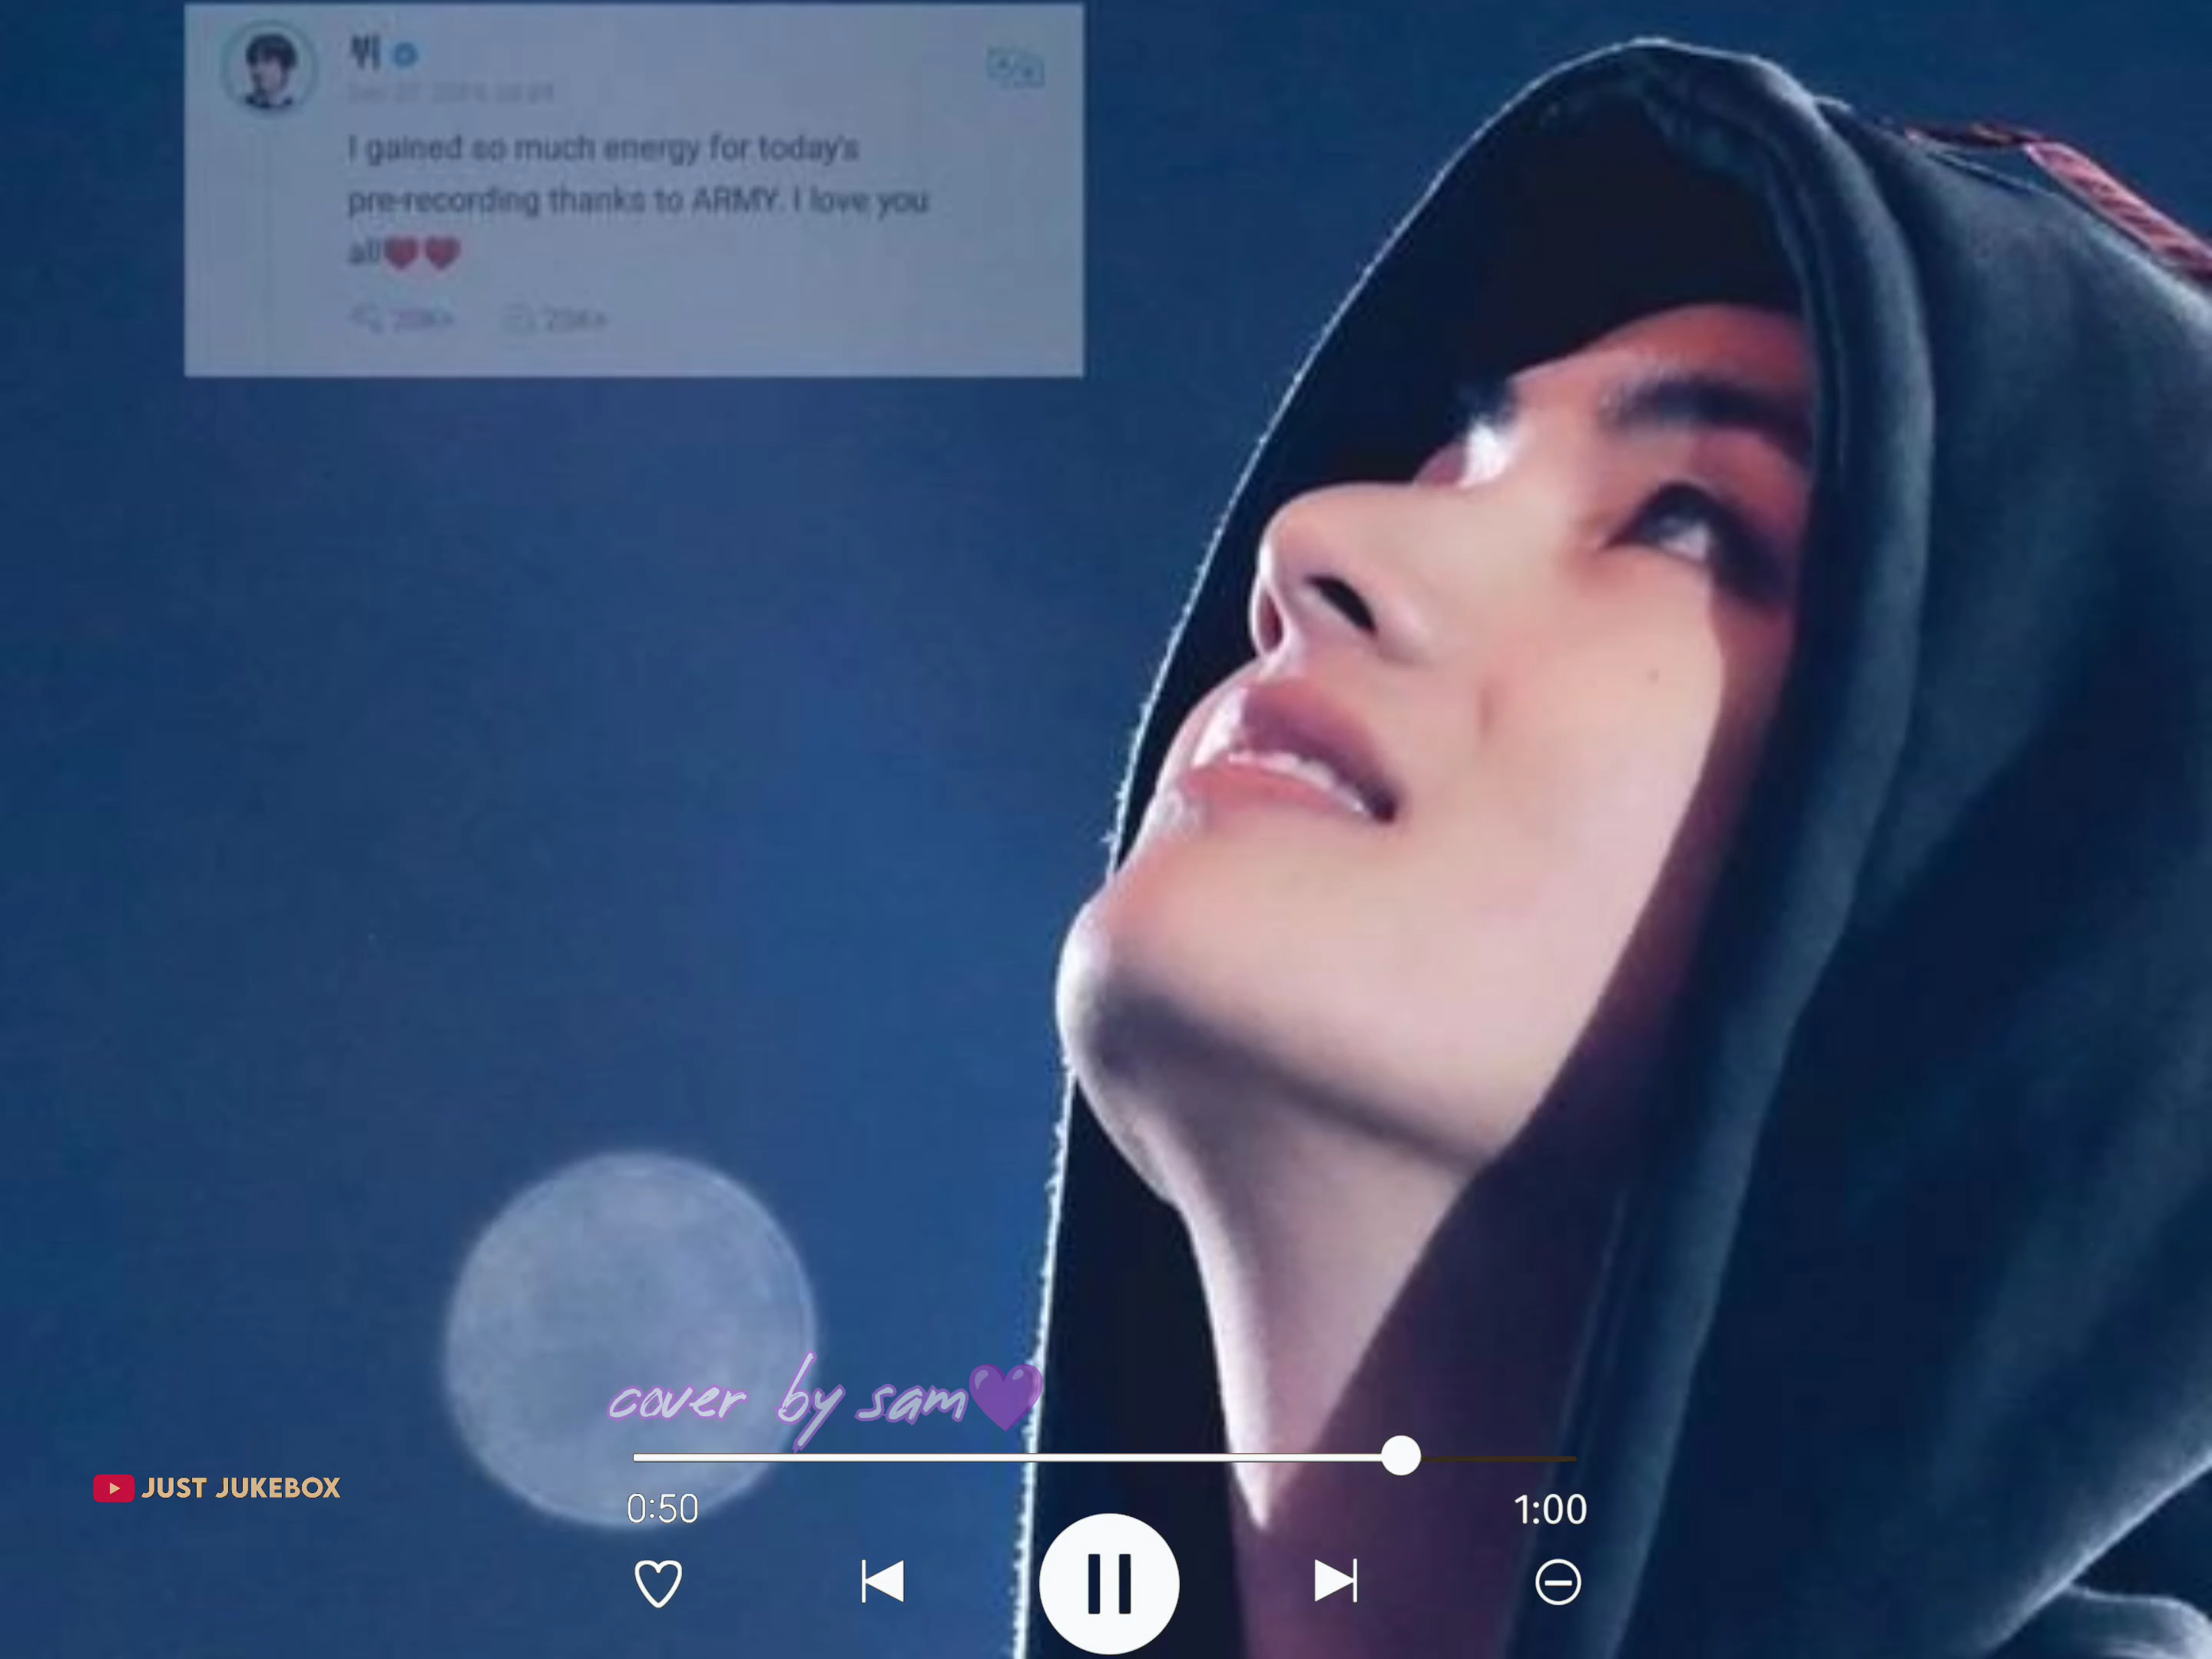 뷔
I gained so much energy for today's
pre-recording thanks to ARMY. I love you
all❤❤
cover by sam💜
JUST JUKEBOX
0:50
1:00